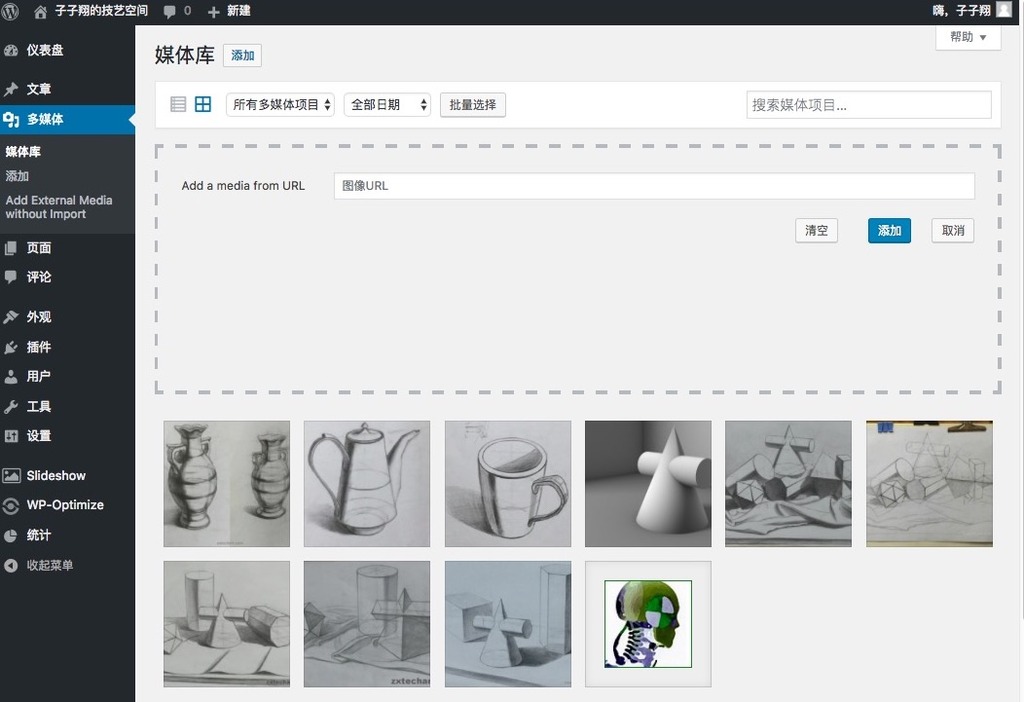 子子翔的技艺空间 0 新建 嗨，子子翔
仪表盘
文章
多媒体
媒体库
添加
Add External Media
without Import
页面
评论
外观
插件
用户
工具
设置
Slideshow
WP-Optimize
统计
收起菜单
帮助
媒体库 添加
所有多媒体项目 全部日期 批量选择 搜索媒体项目...
Add a media from URL 图像URL
清空 添加 取消